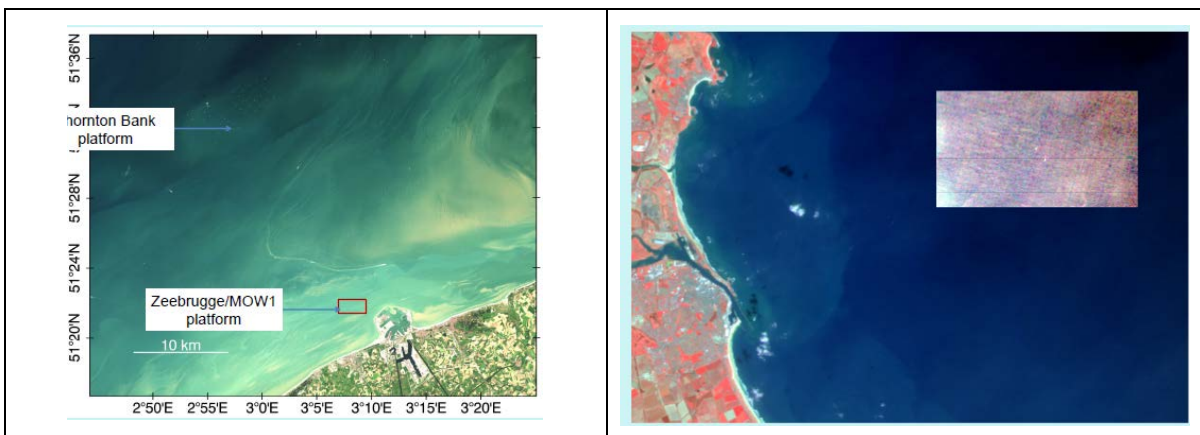 51°36'N
hornton Bank
platform
51°28'N
51°24'N
Zeebrugge/MOW1
platform
51°20'N
10 km
2°50'E 2°55'E 3°0'E 3°5'E 3°10'E 3°15'E 3°20'E